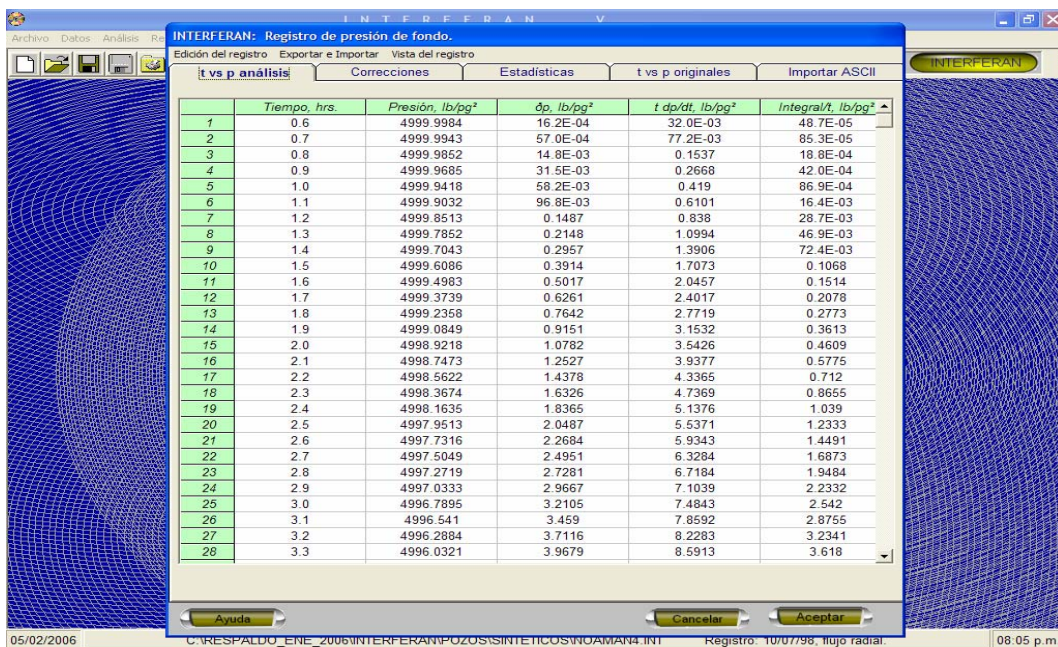 INTERFERAN V
Archivo Datos Análisis Re
INTERFERAN: Registro de presión de fondo.
Edición del registro Exportar e Importar Vista del registro
INTERFERAN
t vs p análisis Correcciones Estadísticas t vs p originales Importar ASCII
Tiempo, hrs. Presión, lb/pg² δp, lb/pg² t dp/dt, lb/pg² Integral/t, lb/pg²
1 0.6 4999.9984 16.2E-04 32.0E-03 48.7E-05
2 0.7 4999.9943 57.0E-04 77.2E-03 85.3E-05
3 0.8 4999.9852 14.8E-03 0.1537 18.8E-04
4 0.9 4999.9685 31.5E-03 0.2668 42.0E-04
5 1.0 4999.9418 58.2E-03 0.419 86.9E-04
6 1.1 4999.9032 96.8E-03 0.6101 16.4E-03
7 1.2 4999.8513 0.1487 0.838 28.7E-03
8 1.3 4999.7852 0.2148 1.0994 46.9E-03
9 1.4 4999.7043 0.2957 1.3906 72.4E-03
10 1.5 4999.6086 0.3914 1.7073 0.1068
11 1.6 4999.4983 0.5017 2.0457 0.1514
12 1.7 4999.3739 0.6261 2.4017 0.2078
13 1.8 4999.2358 0.7642 2.7719 0.2773
14 1.9 4999.0849 0.9151 3.1532 0.3613
15 2.0 4998.9218 1.0782 3.5426 0.4609
16 2.1 4998.7473 1.2527 3.9377 0.5775
17 2.2 4998.5622 1.4378 4.3365 0.712
18 2.3 4998.3674 1.6326 4.7369 0.8655
19 2.4 4998.1635 1.8365 5.1376 1.039
20 2.5 4997.9513 2.0487 5.5371 1.2333
21 2.6 4997.7316 2.2684 5.9343 1.4491
22 2.7 4997.5049 2.4951 6.3284 1.6873
23 2.8 4997.2719 2.7281 6.7184 1.9484
24 2.9 4997.0333 2.9667 7.1039 2.2332
25 3.0 4996.7895 3.2105 7.4843 2.542
26 3.1 4996.541 3.459 7.8592 2.8755
27 3.2 4996.2884 3.7116 8.2283 3.2341
28 3.3 4996.0321 3.9679 8.5913 3.618
Ayuda Cancelar Aceptar
05/02/2006 C:\RESPALDO_ENE_2006\INTERFERAN\POZOS\SINTETICOS\NOAMAN4.INT Registro: 10/07/98, flujo radial. 08:05 p.m.